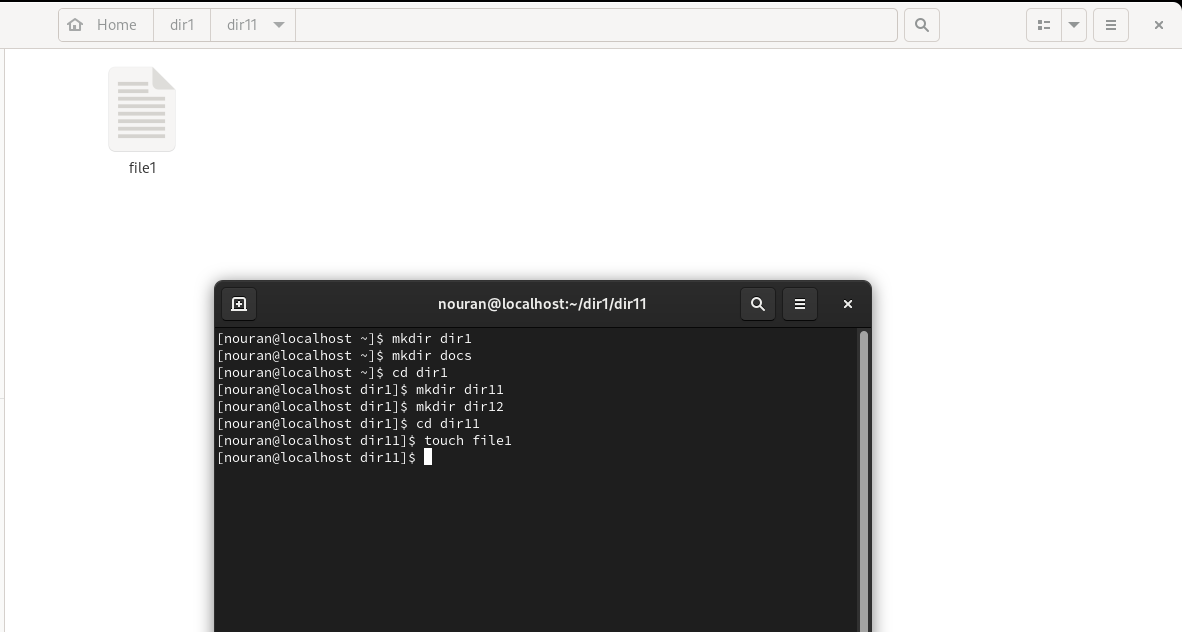 Home dir1 dir11
file1
nouran@localhost:~/dir1/dir11
[nouran@localhost ~]$ mkdir dir1
[nouran@localhost ~]$ mkdir docs
[nouran@localhost ~]$ cd dir1
[nouran@localhost dir1]$ mkdir dir11
[nouran@localhost dir1]$ mkdir dir12
[nouran@localhost dir1]$ cd dir11
[nouran@localhost dir11]$ touch file1
[nouran@localhost dir11]$